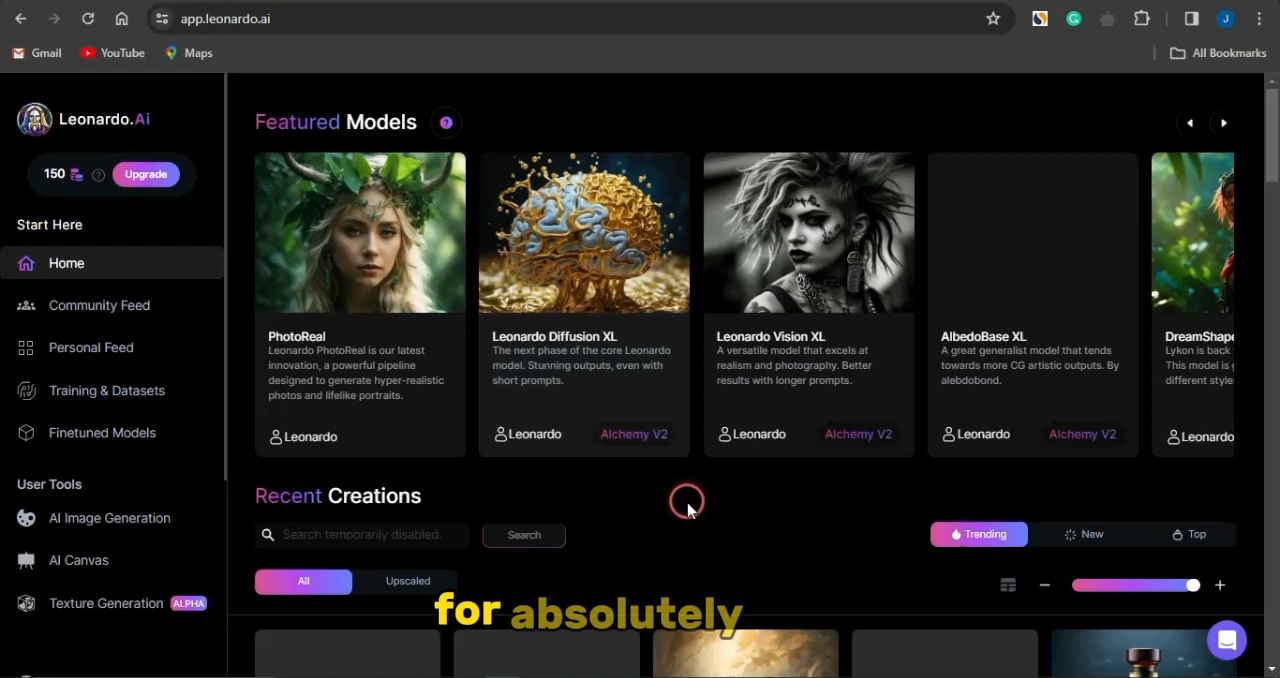 app.leonardo.ai
J
Gmail
YouTube
Maps
All Bookmarks
Leonardo.Ai
150
Upgrade
Start Here
Home
Community Feed
Personal Feed
Training & Datasets
Finetuned Models
User Tools
AI Image Generation
AI Canvas
Texture Generation ALPHA
Featured Models ?
PhotoReal
Leonardo PhotoReal is our latest
innovation, a powerful pipeline
designed to generate hyper-realistic
photos and lifelike portraits.
Leonardo
Leonardo Diffusion XL
The next phase of the core Leonardo
model. Stunning outputs, even with
short prompts.
Leonardo Alchemy V2
Leonardo Vision XL
A versatile model that excels at
realism and photography. Better
results with longer prompts.
Leonardo Alchemy V2
AlbedoBase XL
A great generalist model that tends
towards more CG artistic outputs. By
alebdobond.
Leonardo Alchemy V2
DreamShape
Lykon is back
This model is
different style
Leonardo
Recent Creations
Search temporarily disabled.
Search
Trending
New
Top
All
Upscaled
for absolutely